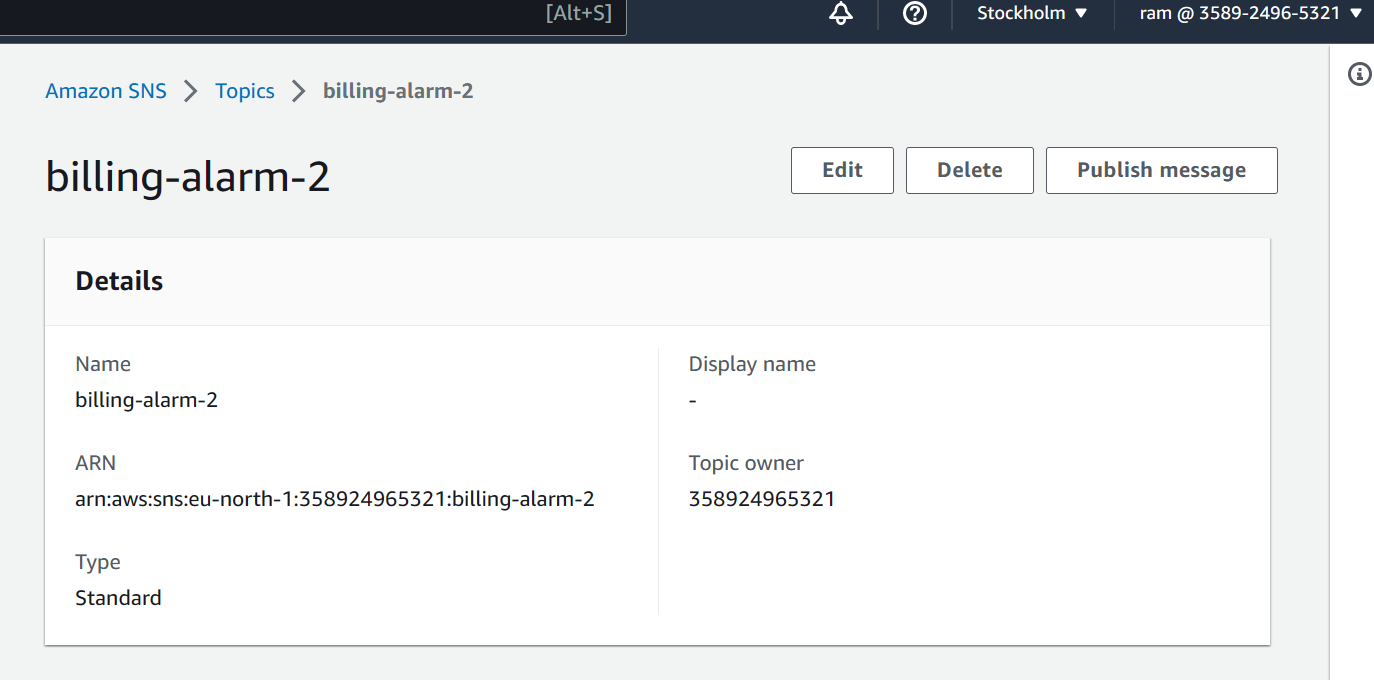 [Alt+S] Stockholm ram @ 3589-2496-5321
Amazon SNS Topics billing-alarm-2
billing-alarm-2 Edit Delete Publish message
Details
Name Display name
billing-alarm-2 -
ARN Topic owner
arn:aws:sns:eu-north-1:358924965321:billing-alarm-2 358924965321
Type
Standard